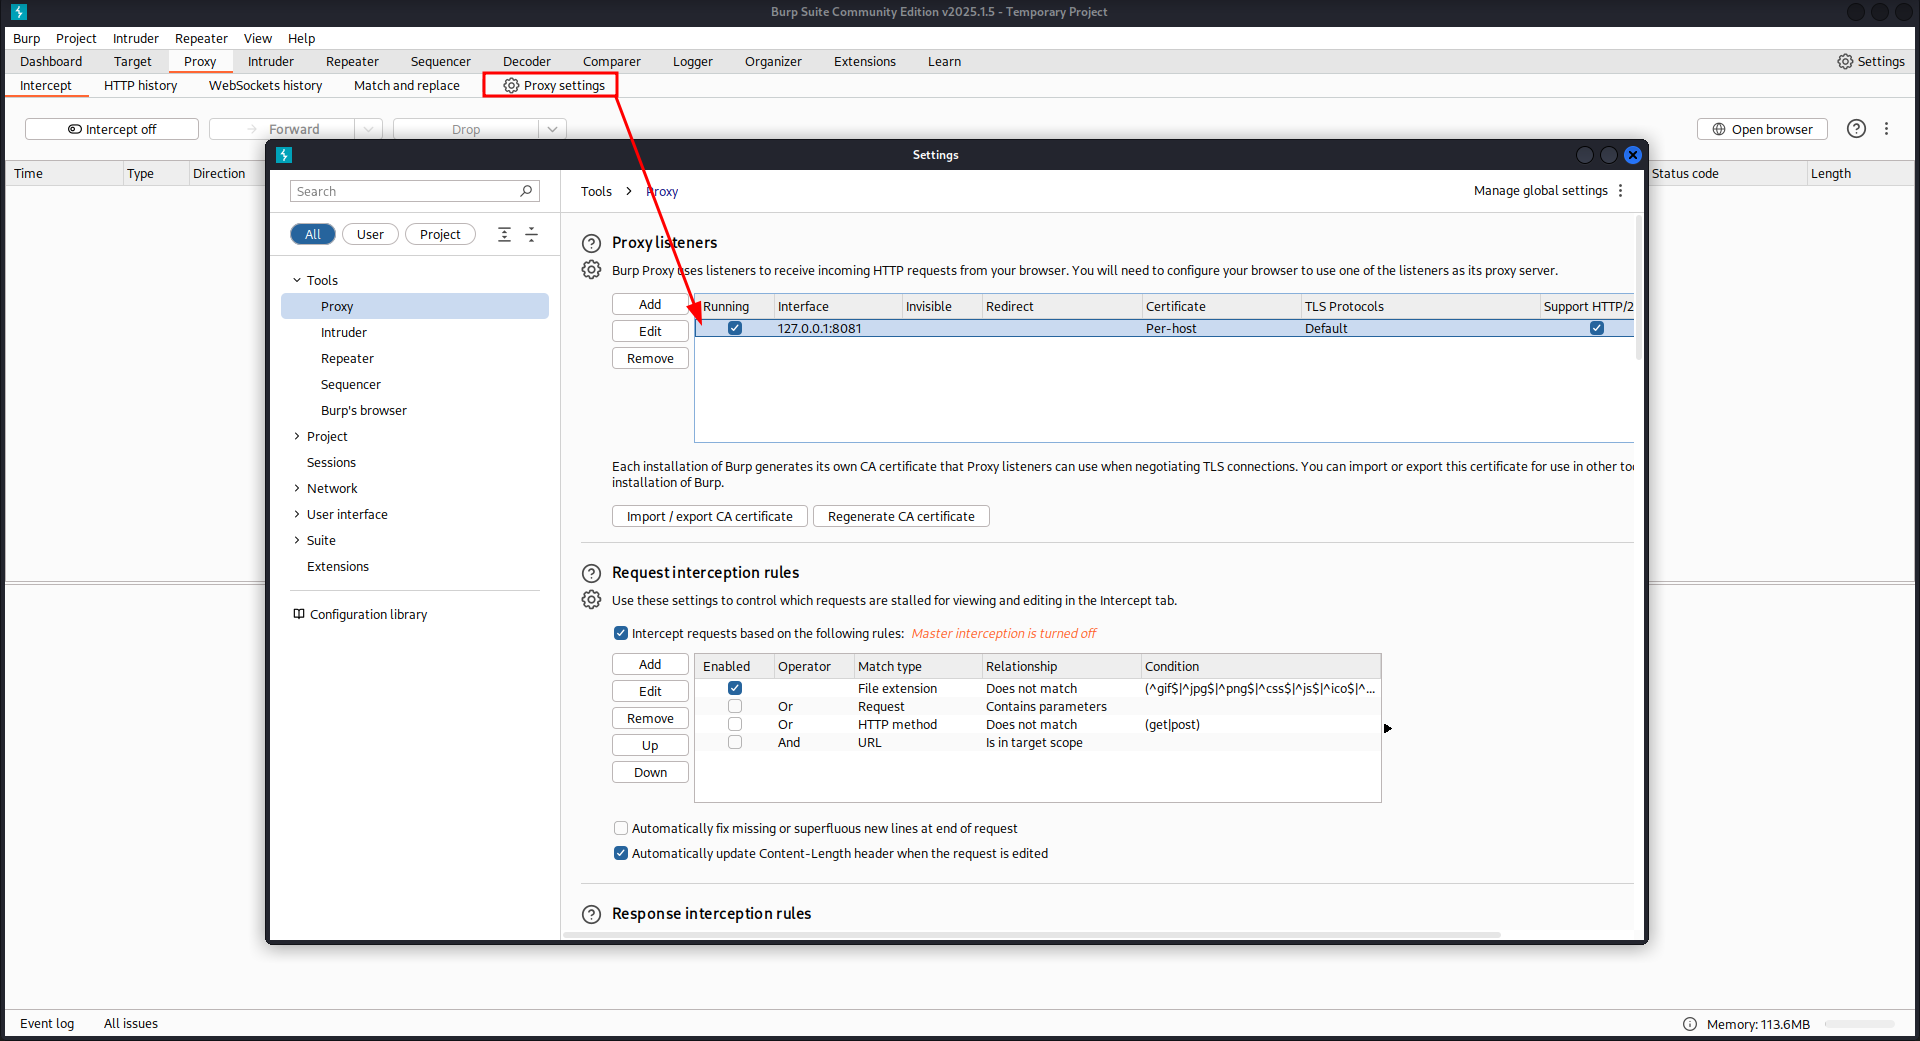 Burp Suite Community Edition v2025.1.5 - Temporary Project
Burp Project Intruder Repeater View Help
Dashboard Target Proxy Intruder Repeater Sequencer Decoder Comparer Logger Organizer Extensions Learn Settings
Intercept HTTP history WebSockets history Match and replace Proxy settings
Intercept off Forward Drop Open browser
Time Type Direction Status code Length
Settings
Search
Tools > Proxy
Manage global settings
All User Project
Tools
Proxy
Intruder
Repeater
Sequencer
Burp's browser
Project
Sessions
Network
User interface
Suite
Extensions
Configuration library
Proxy listeners
Burp Proxy uses listeners to receive incoming HTTP requests from your browser. You will need to configure your browser to use one of the listeners as its proxy server.
Add
Edit
Remove
Running Interface Invisible Redirect Certificate TLS Protocols Support HTTP/2
127.0.0.1:8081 Per-host Default
Each installation of Burp generates its own CA certificate that Proxy listeners can use when negotiating TLS connections. You can import or export this certificate for use in other too
installation of Burp.
Import / export CA certificate Regenerate CA certificate
Request interception rules
Use these settings to control which requests are stalled for viewing and editing in the Intercept tab.
Intercept requests based on the following rules: Master interception is turned off
Add
Edit
Remove
Up
Down
Enabled Operator Match type Relationship Condition
File extension Does not match (^gif$|^jpg$|^png$|^css$|^js$|^ico$|^...
Or Request Contains parameters
Or HTTP method Does not match (get|post)
And URL Is in target scope
Automatically fix missing or superfluous new lines at end of request
Automatically update Content-Length header when the request is edited
Response interception rules
Event log All issues Memory: 113.6MB